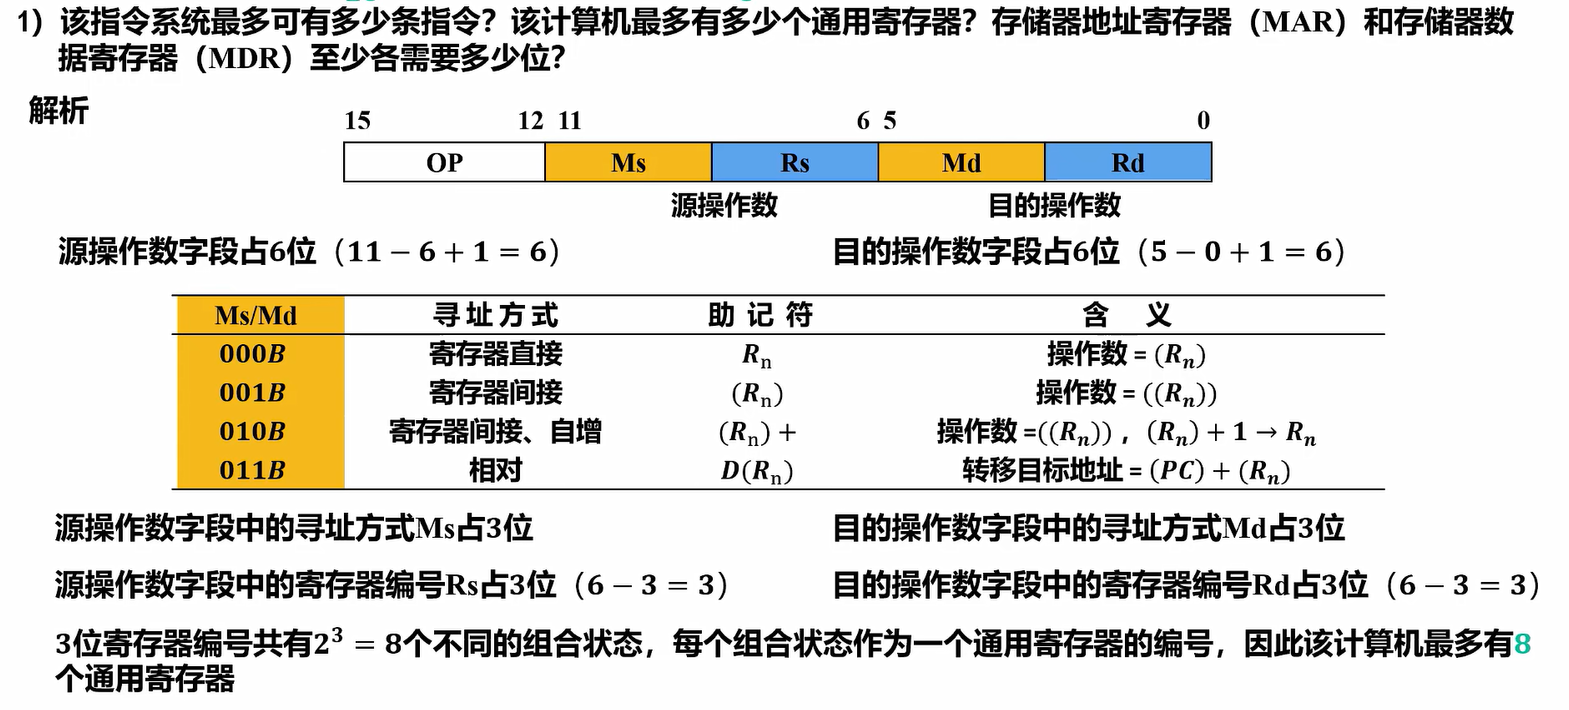 1）该指令系统最多可有多少条指令？该计算机最多有多少个通用寄存器？存储器地址寄存器（MAR）和存储器数
据寄存器（MDR）至少各需要多少位？
解析
15 12 11 6 5 0
OP Ms Rs Md Rd
源操作数 目的操作数
源操作数字段占6位（11 − 6 + 1 = 6） 目的操作数字段占6位（5 − 0 + 1 = 6）
Ms/Md 寻址方式 助记符 含 义
000B 寄存器直接 Rn 操作数 = (Rn)
001B 寄存器间接 (Rn) 操作数 = ((Rn))
010B 寄存器间接、自增 (Rn) + 操作数 =((Rn))，(Rn) + 1 → Rn
011B 相对 D(Rn) 转移目标地址 = (PC) + (Rn)
源操作数字段中的寻址方式Ms占3位 目的操作数字段中的寻址方式Md占3位
源操作数字段中的寄存器编号Rs占3位（6 − 3 = 3） 目的操作数字段中的寄存器编号Rd占3位（6 − 3 = 3）
3位寄存器编号共有2³ = 8个不同的组合状态，每个组合状态作为一个通用寄存器的编号，因此该计算机最多有8
个通用寄存器